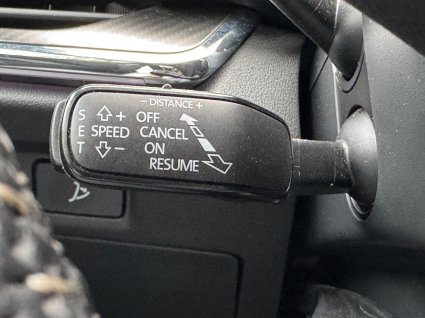 - DISTANCE +
S + OFF
E SPEED CANCEL
T - ON
RESUME